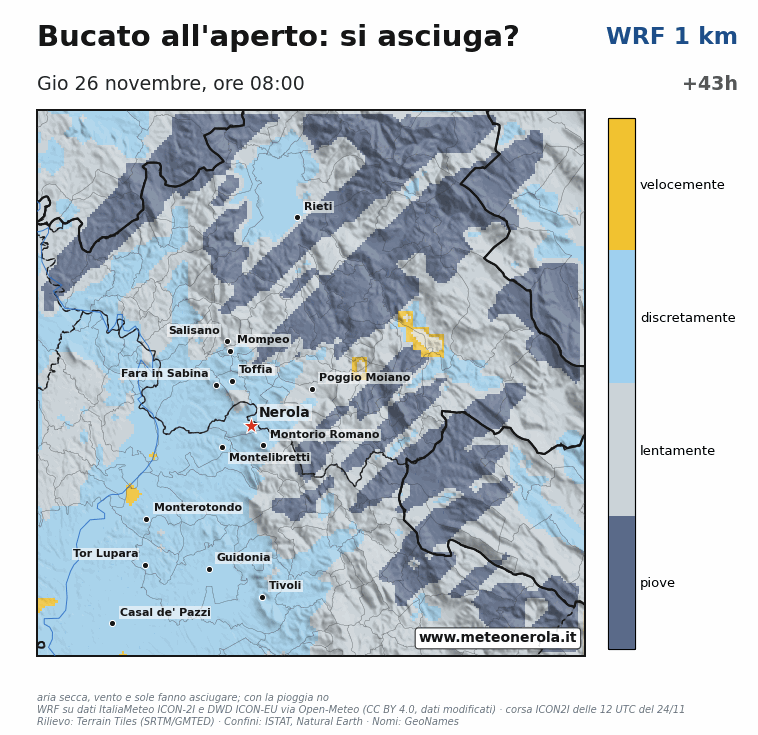 Bucato all'aperto: si asciuga?
WRF 1 km
Gio 26 novembre, ore 08:00
+43h
velocemente
Rieti
discretamente
Salisano
Mompeo
Fara in Sabina
Toffia
Poggio Moiano
Nerola
Montorio Romano
lentamente
Montelibretti
Monterotondo
Tor Lupara
Guidonia
piove
Tivoli
Casal de' Pazzi
www.meteonerola.it
aria secca, vento e sole fanno asciugare; con la pioggia no
WRF su dati ItaliaMeteo ICON-2I e DWD ICON-EU via Open-Meteo (CC BY 4.0, dati modificati) · corsa ICON2I delle 12 UTC del 24/11
Rilievo: Terrain Tiles (SRTM/GMTED) · Confini: ISTAT, Natural Earth · Nomi: GeoNames